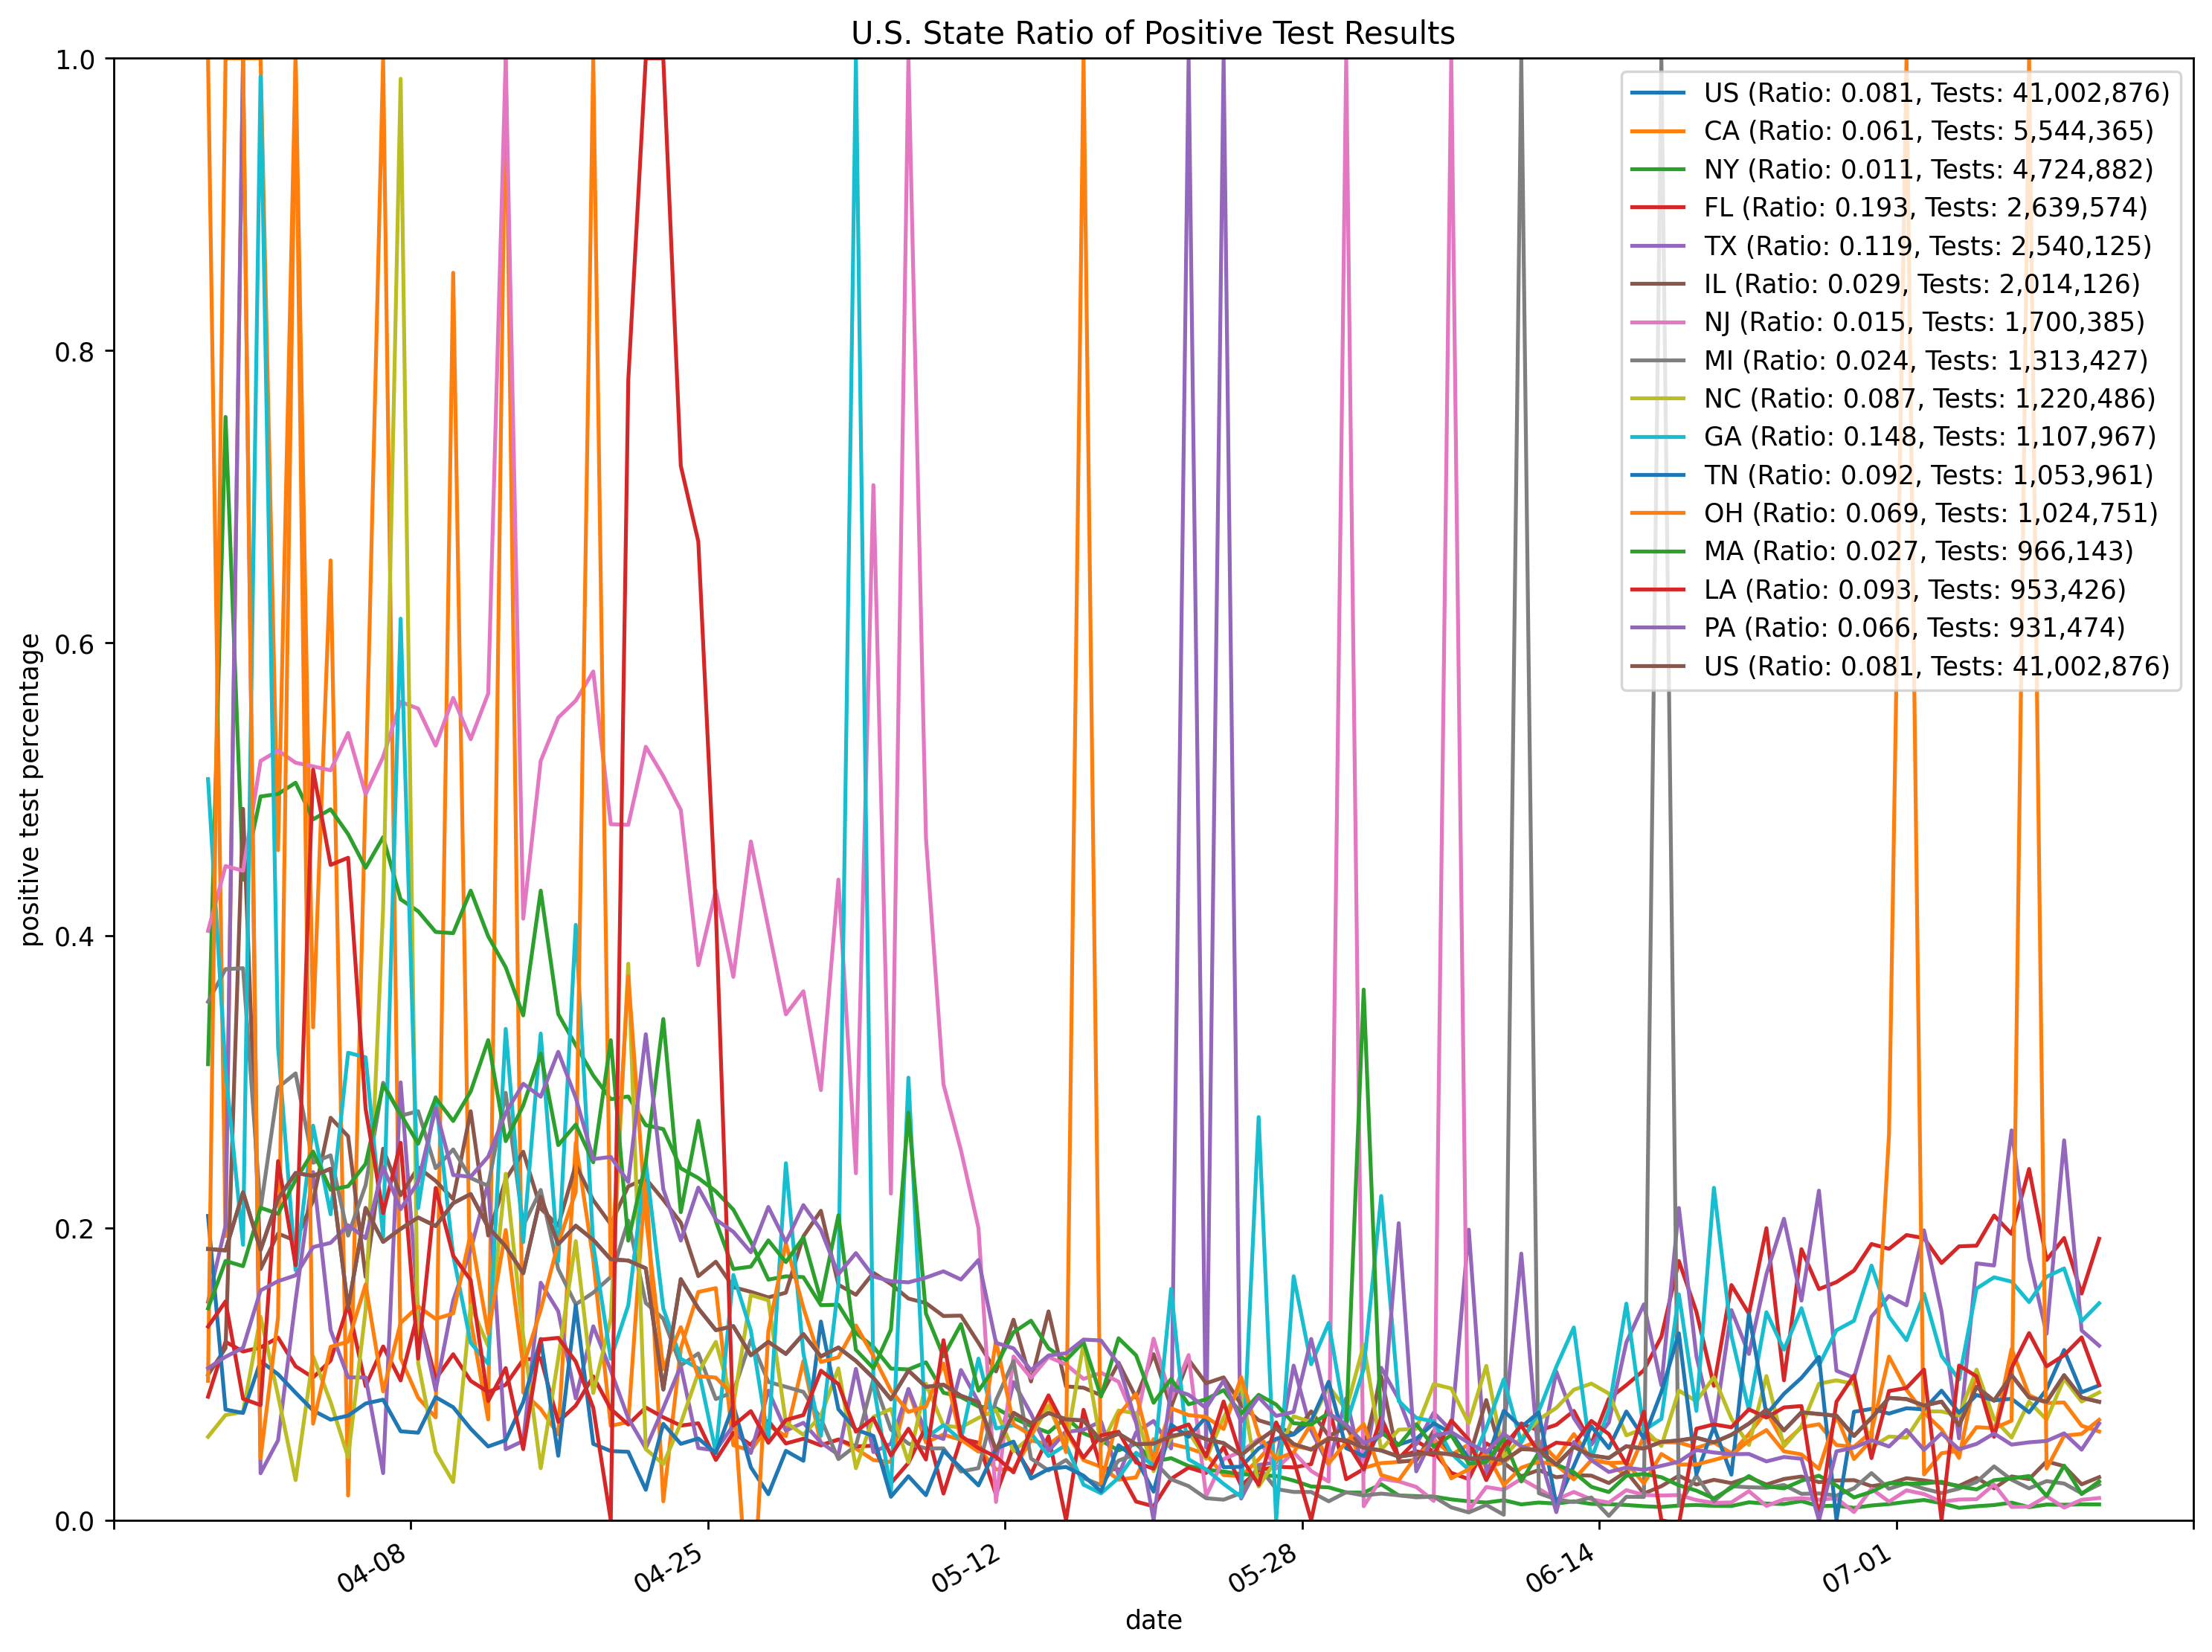 U.S. State Ratio of Positive Test Results
1.0
0.8
0.6
0.4
0.2
0.0
positive test percentage
US (Ratio: 0.081, Tests: 41,002,876)
CA (Ratio: 0.061, Tests: 5,544,365)
NY (Ratio: 0.011, Tests: 4,724,882)
FL (Ratio: 0.193, Tests: 2,639,574)
TX (Ratio: 0.119, Tests: 2,540,125)
IL (Ratio: 0.029, Tests: 2,014,126)
NJ (Ratio: 0.015, Tests: 1,700,385)
MI (Ratio: 0.024, Tests: 1,313,427)
NC (Ratio: 0.087, Tests: 1,220,486)
GA (Ratio: 0.148, Tests: 1,107,967)
TN (Ratio: 0.092, Tests: 1,053,961)
OH (Ratio: 0.069, Tests: 1,024,751)
MA (Ratio: 0.027, Tests: 966,143)
LA (Ratio: 0.093, Tests: 953,426)
PA (Ratio: 0.066, Tests: 931,474)
US (Ratio: 0.081, Tests: 41,002,876)
04-08
04-25
05-12
05-28
06-14
07-01
date